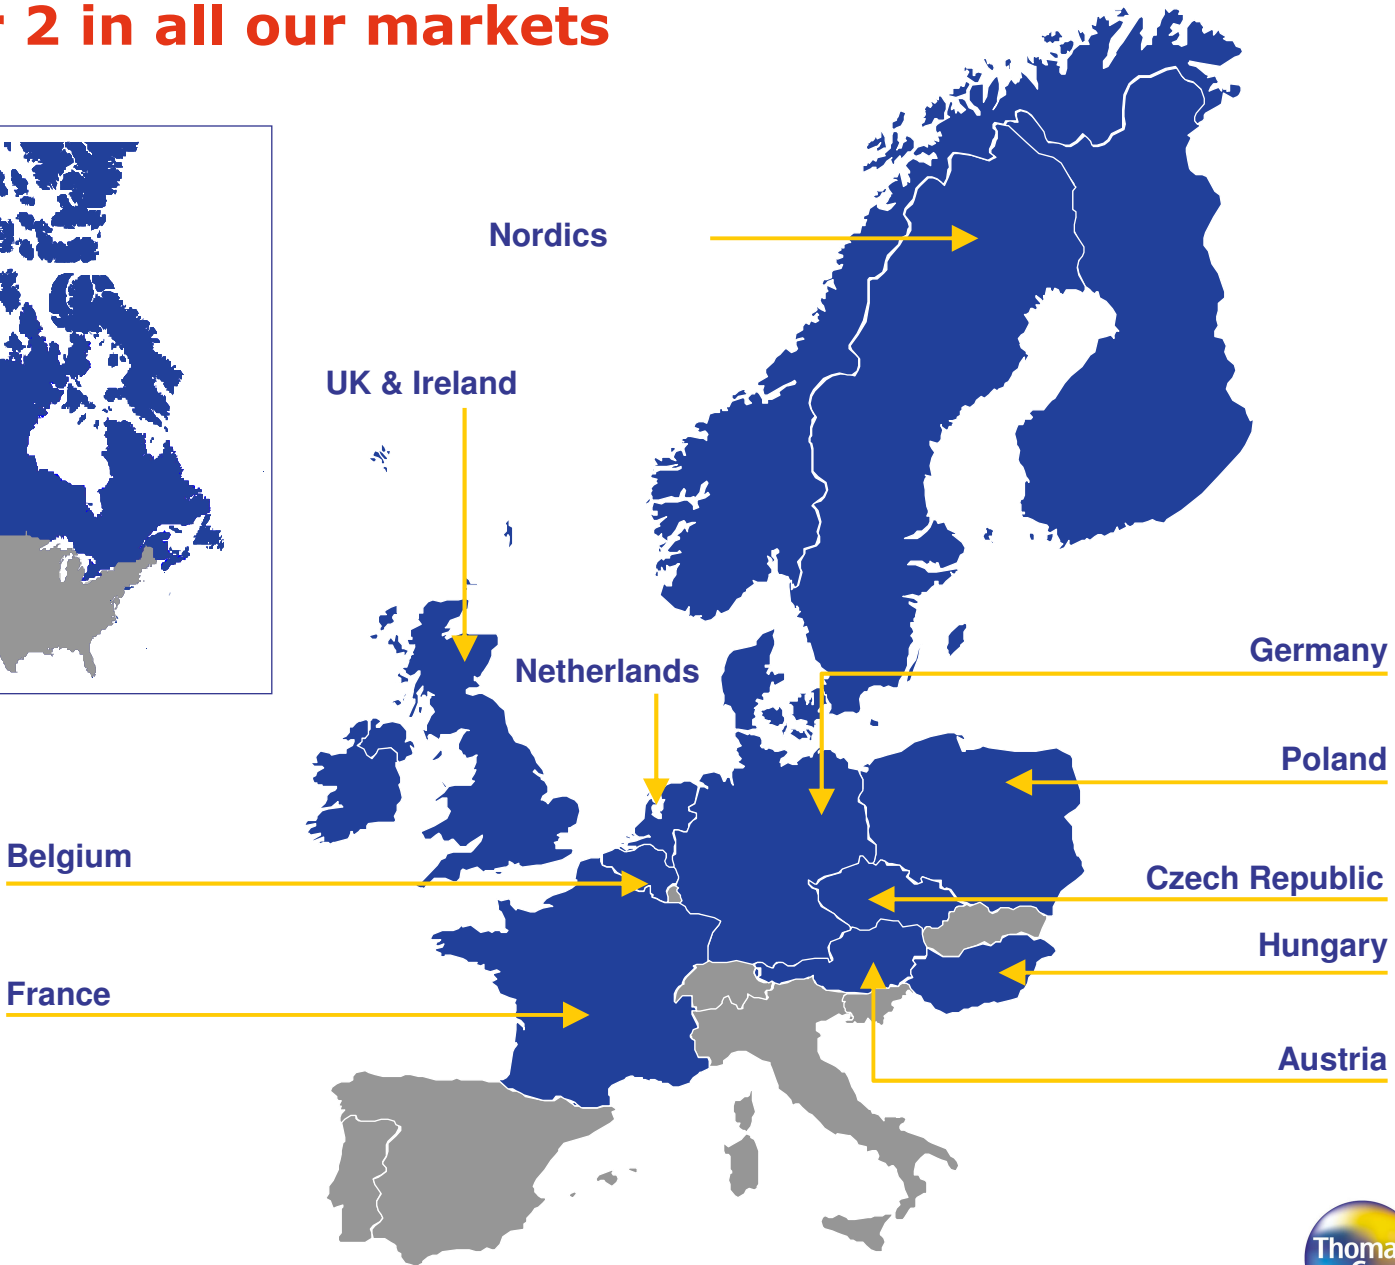 2 in all our markets
Nordics
UK & Ireland
Netherlands
Germany
Poland
Belgium
Czech Republic
Hungary
France
Austria
Thoma